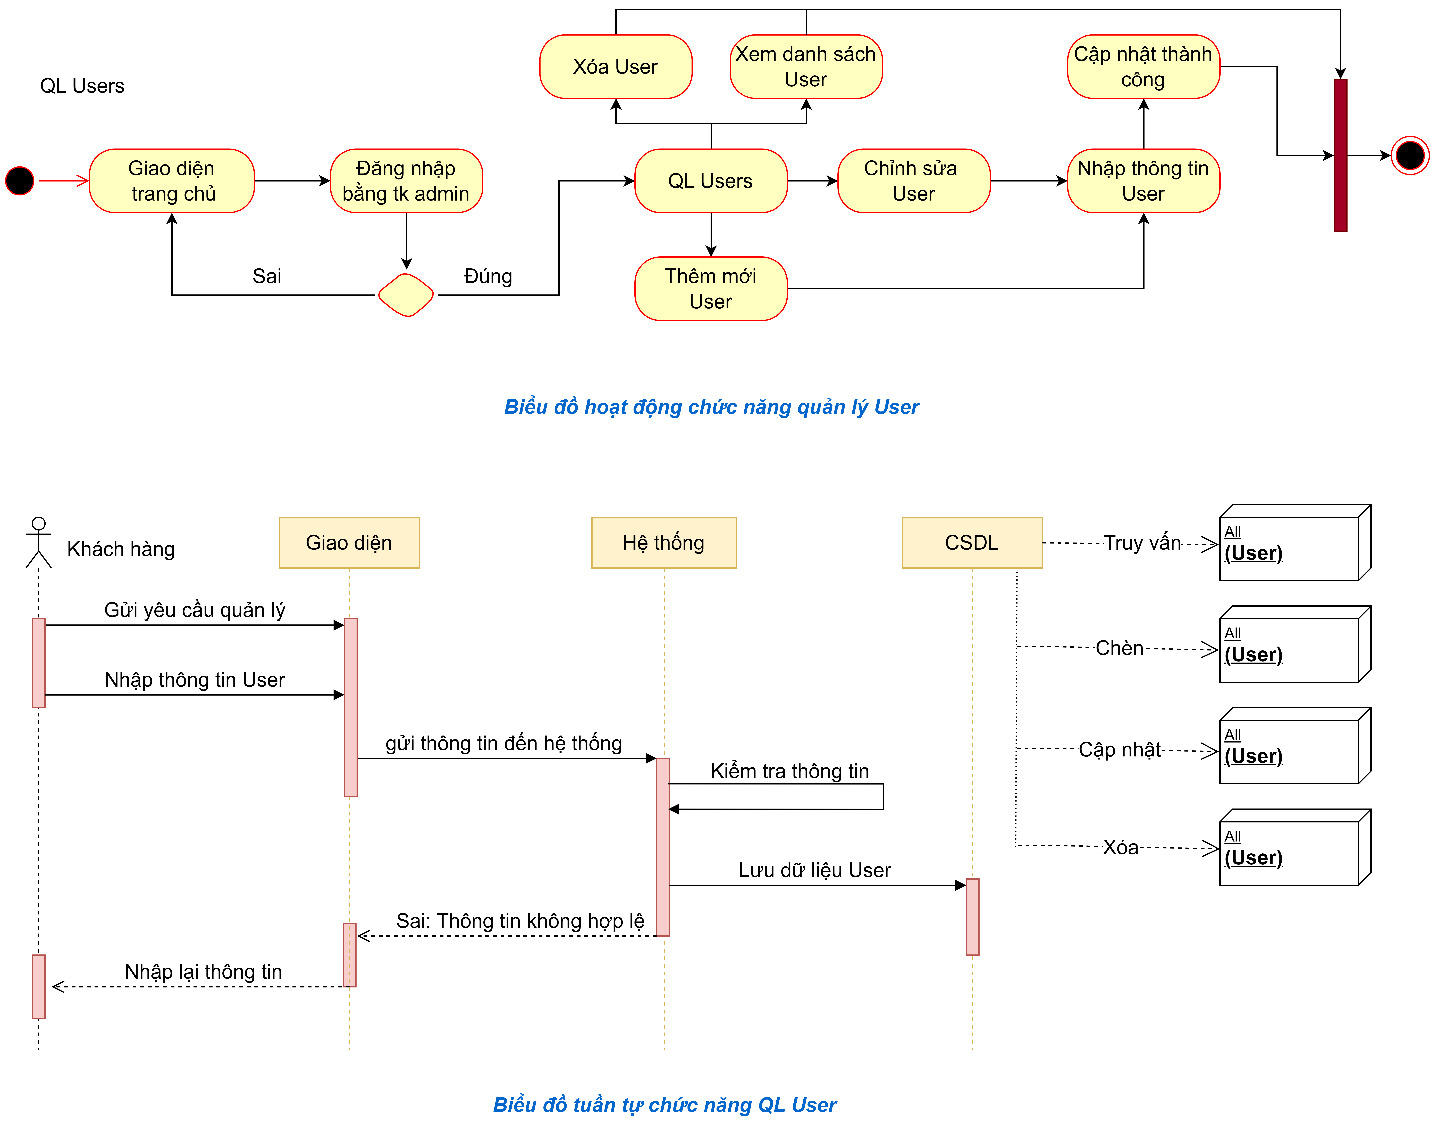 Xóa User
Xem danh sách
User
Cập nhật thành
công
QL Users
Giao diện
trang chủ
Đăng nhập
bằng tk admin
QL Users
Chỉnh sửa
User
Nhập thông tin
User
Sai
Đúng
Thêm mới
User
Biểu đồ hoạt động chức năng quản lý User
Khách hàng
Giao diện
Hệ thống
CSDL
Truy vấn
All
(User)
Gửi yêu cầu quản lý
Chèn
All
(User)
Nhập thông tin User
gửi thông tin đến hệ thống
Cập nhật
All
(User)
Kiểm tra thông tin
Xóa
All
(User)
Lưu dữ liệu User
Sai: Thông tin không hợp lệ
Nhập lại thông tin
Biểu đồ tuần tự chức năng QL User